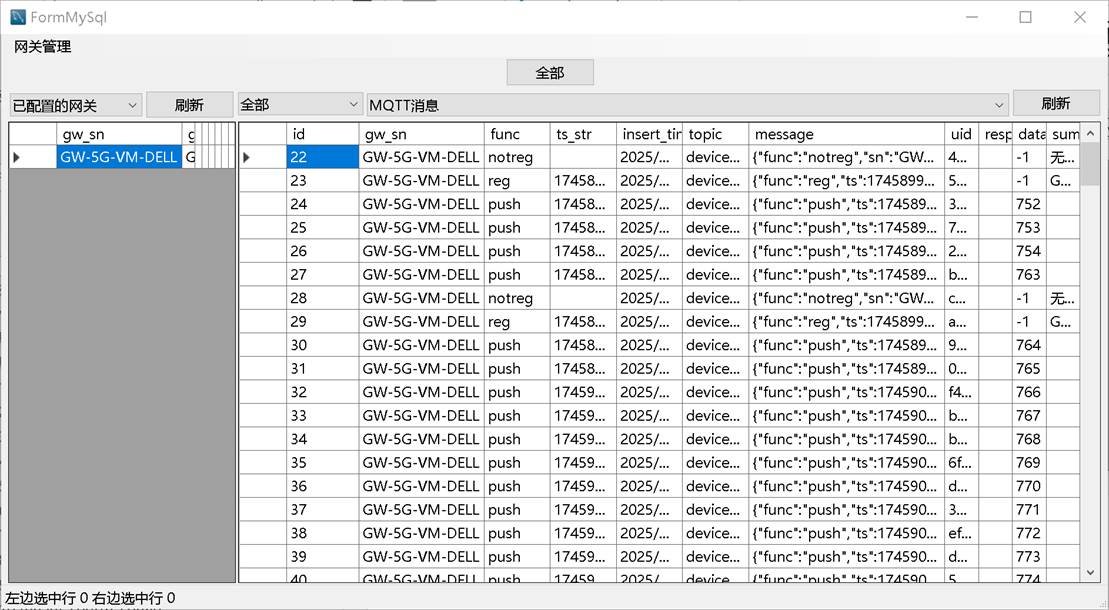 FormMySql
网关管理
全部
已配置的网关 刷新 全部 MQTT消息 刷新
gw_sn g id gw_sn func ts_str insert_tir topic message uid resp data sum
GW-5G-VM-DELL G 22 GW-5G-VM-DELL notreg 2025/... device... {"func":"notreg","sn":"GW... 4... -1 无...
23 GW-5G-VM-DELL reg 17458... 2025/... device... {"func":"reg","ts":1745899... 5... -1 G...
24 GW-5G-VM-DELL push 17458... 2025/... device... {"func":"push","ts":174589... 3... 752
25 GW-5G-VM-DELL push 17458... 2025/... device... {"func":"push","ts":174589... 7... 753
26 GW-5G-VM-DELL push 17458... 2025/... device... {"func":"push","ts":174589... 2... 754
27 GW-5G-VM-DELL push 17458... 2025/... device... {"func":"push","ts":174589... b... 763
28 GW-5G-VM-DELL notreg 2025/... device... {"func":"notreg","sn":"GW... c... -1 无...
29 GW-5G-VM-DELL reg 17458... 2025/... device... {"func":"reg","ts":1745899... a... -1 G...
30 GW-5G-VM-DELL push 17458... 2025/... device... {"func":"push","ts":174589... 9... 764
31 GW-5G-VM-DELL push 17458... 2025/... device... {"func":"push","ts":174589... 0... 765
32 GW-5G-VM-DELL push 17459... 2025/... device... {"func":"push","ts":174590... f4... 766
33 GW-5G-VM-DELL push 17459... 2025/... device... {"func":"push","ts":174590... b... 767
34 GW-5G-VM-DELL push 17459... 2025/... device... {"func":"push","ts":174590... b... 768
35 GW-5G-VM-DELL push 17459... 2025/... device... {"func":"push","ts":174590... 6f... 769
36 GW-5G-VM-DELL push 17459... 2025/... device... {"func":"push","ts":174590... d... 770
37 GW-5G-VM-DELL push 17459... 2025/... device... {"func":"push","ts":174590... 3... 771
38 GW-5G-VM-DELL push 17459... 2025/... device... {"func":"push","ts":174590... ef... 772
39 GW-5G-VM-DELL push 17459... 2025/... device... {"func":"push","ts":174590... d... 773
40 GW-5G-VM-DELL push 17459... 2025/... device... {"func":"push","ts":174590... 5... 774
左边选中行 0 右边选中行 0